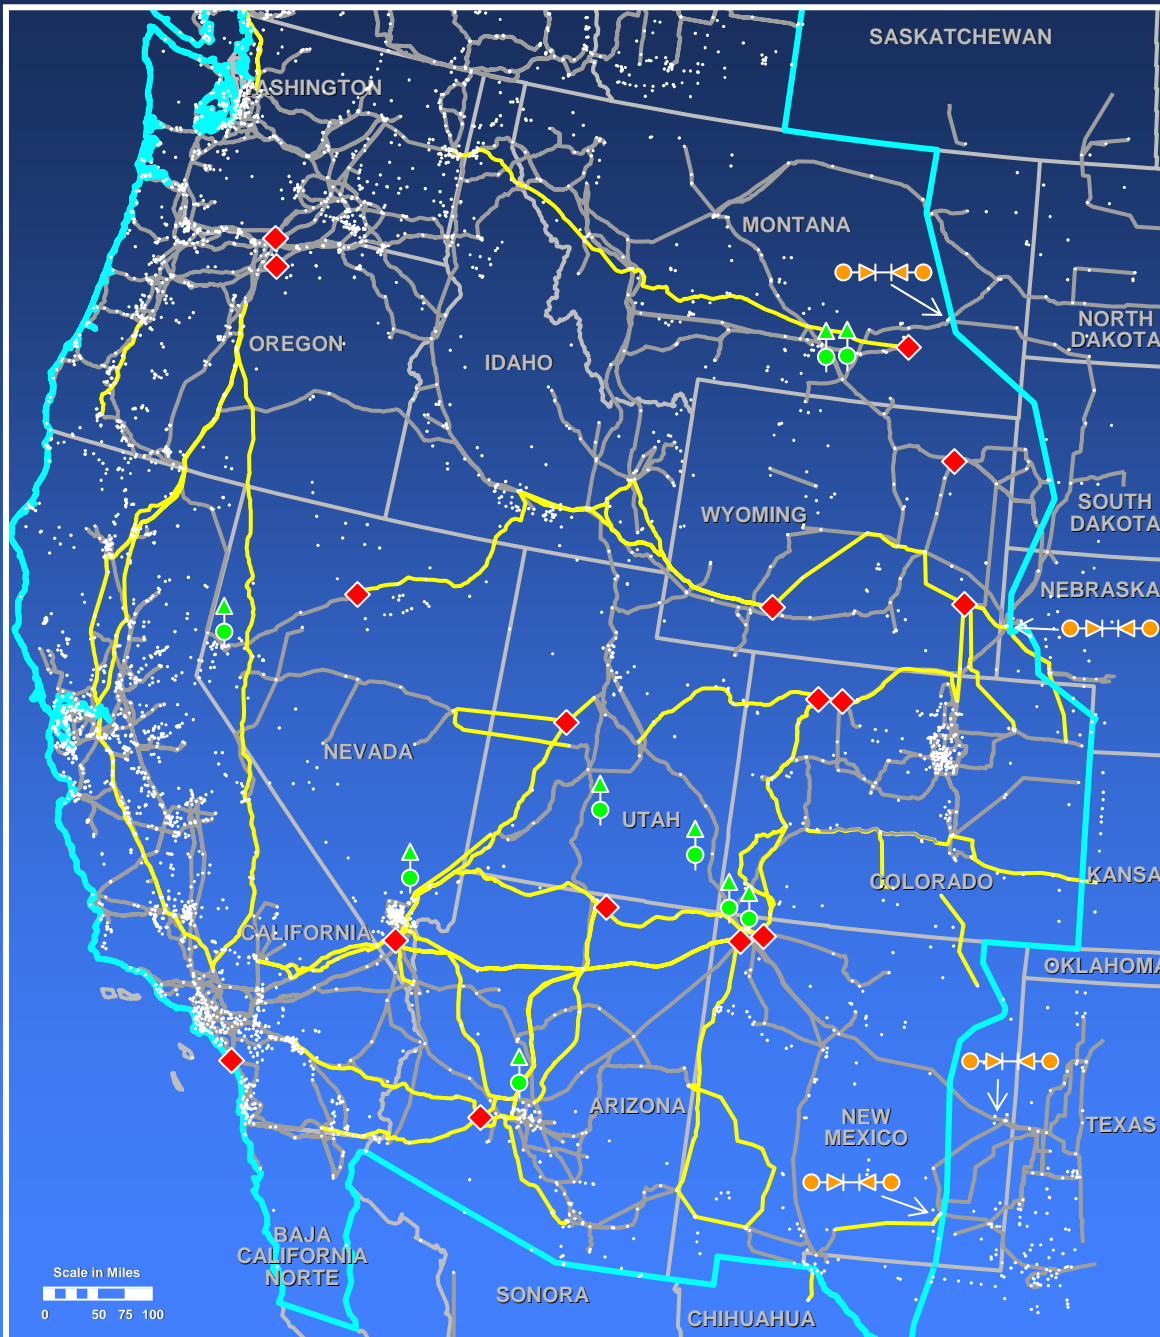 SASKATCHEWAN
WASHINGTON
MONTANA
NORTH
DAKOTA
OREGON
IDAHO
SOUTH
DAKOTA
WYOMING
NEBRASKA
NEVADA
UTAH
COLORADO
KANSA
CALIFORNIA
OKLAHOMA
ARIZONA
NEW
MEXICO
TEXAS
BAJA
CALIFORNIA
NORTE
Scale in Miles
0 50 75 100
SONORA
CHIHUAHUA